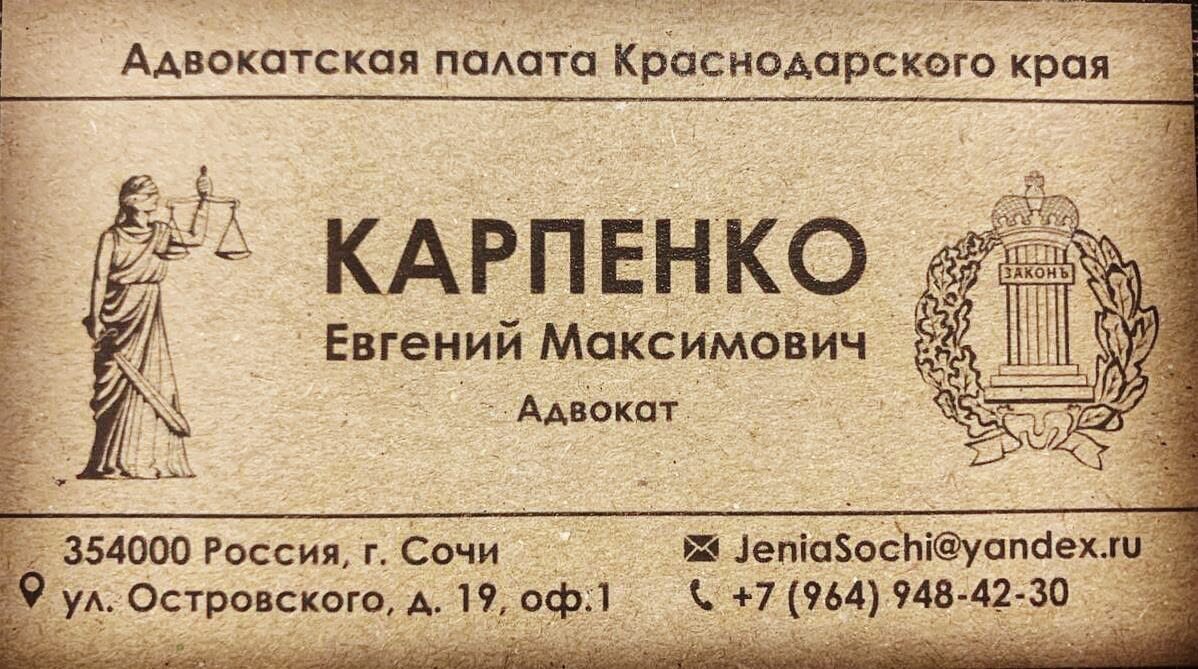 Адвокатская палата Краснодарского края
ЗАКОНЪ
КАРПЕНКО
Евгений Максимович
Адвокат
354000 Россия, г. Сочи
ул. Островского, д. 19, оф.1
JeniaSochi@yandex.ru
+7 (964) 948-42-30